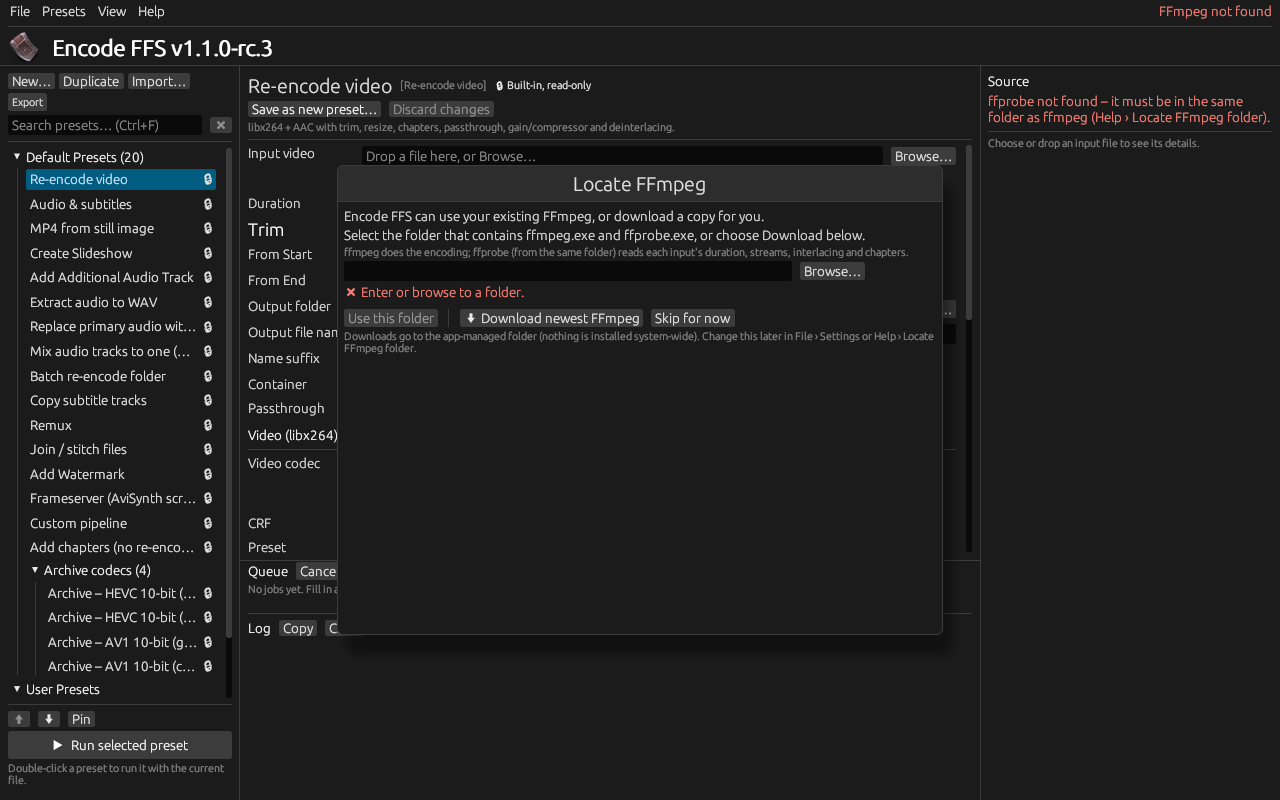 File Presets View Help
FFmpeg not found
Encode FFS v1.1.0-rc.3
New... Duplicate Import...
Export
Search presets... (Ctrl+F)
Default Presets (20)
Re-encode video
Audio & subtitles
MP4 from still image
Create Slideshow
Add Additional Audio Track
Extract audio to WAV
Replace primary audio wit...
Mix audio tracks to one (...
Batch re-encode folder
Copy subtitle tracks
Remux
Join / stitch files
Add Watermark
Frameserver (AviSynth scr...
Custom pipeline
Add chapters (no re-enco...
Archive codecs (4)
Archive – HEVC 10-bit (...
Archive – HEVC 10-bit (...
Archive – AV1 10-bit (g...
Archive – AV1 10-bit (c...
User Presets
Pin
Run selected preset
Double-click a preset to run it with the current
file.
Re-encode video [Re-encode video] Built-in, read-only
Save as new preset... Discard changes
libx264 + AAC with trim, resize, chapters, passthrough, gain/compressor and deinterlacing.
Input video Drop a file here, or Browse... Browse...
Duration
Trim
From Start
From End
Output folder
Output file nam
Name suffix
Container
Passthrough
Video (libx264)
Video codec
CRF
Preset
Queue Cance
No jobs yet. Fill in a
Log Copy C
Locate FFmpeg
Encode FFS can use your existing FFmpeg, or download a copy for you.
Select the folder that contains ffmpeg.exe and ffprobe.exe, or choose Download below.
ffmpeg does the encoding; ffprobe (from the same folder) reads each input's duration, streams, interlacing and chapters.
Browse...
Enter or browse to a folder.
Use this folder Download newest FFmpeg Skip for now
Downloads go to the app-managed folder (nothing is installed system-wide). Change this later in File › Settings or Help › Locate
FFmpeg folder.
Source
ffprobe not found – it must be in the same
folder as ffmpeg (Help › Locate FFmpeg folder).
Choose or drop an input file to see its details.